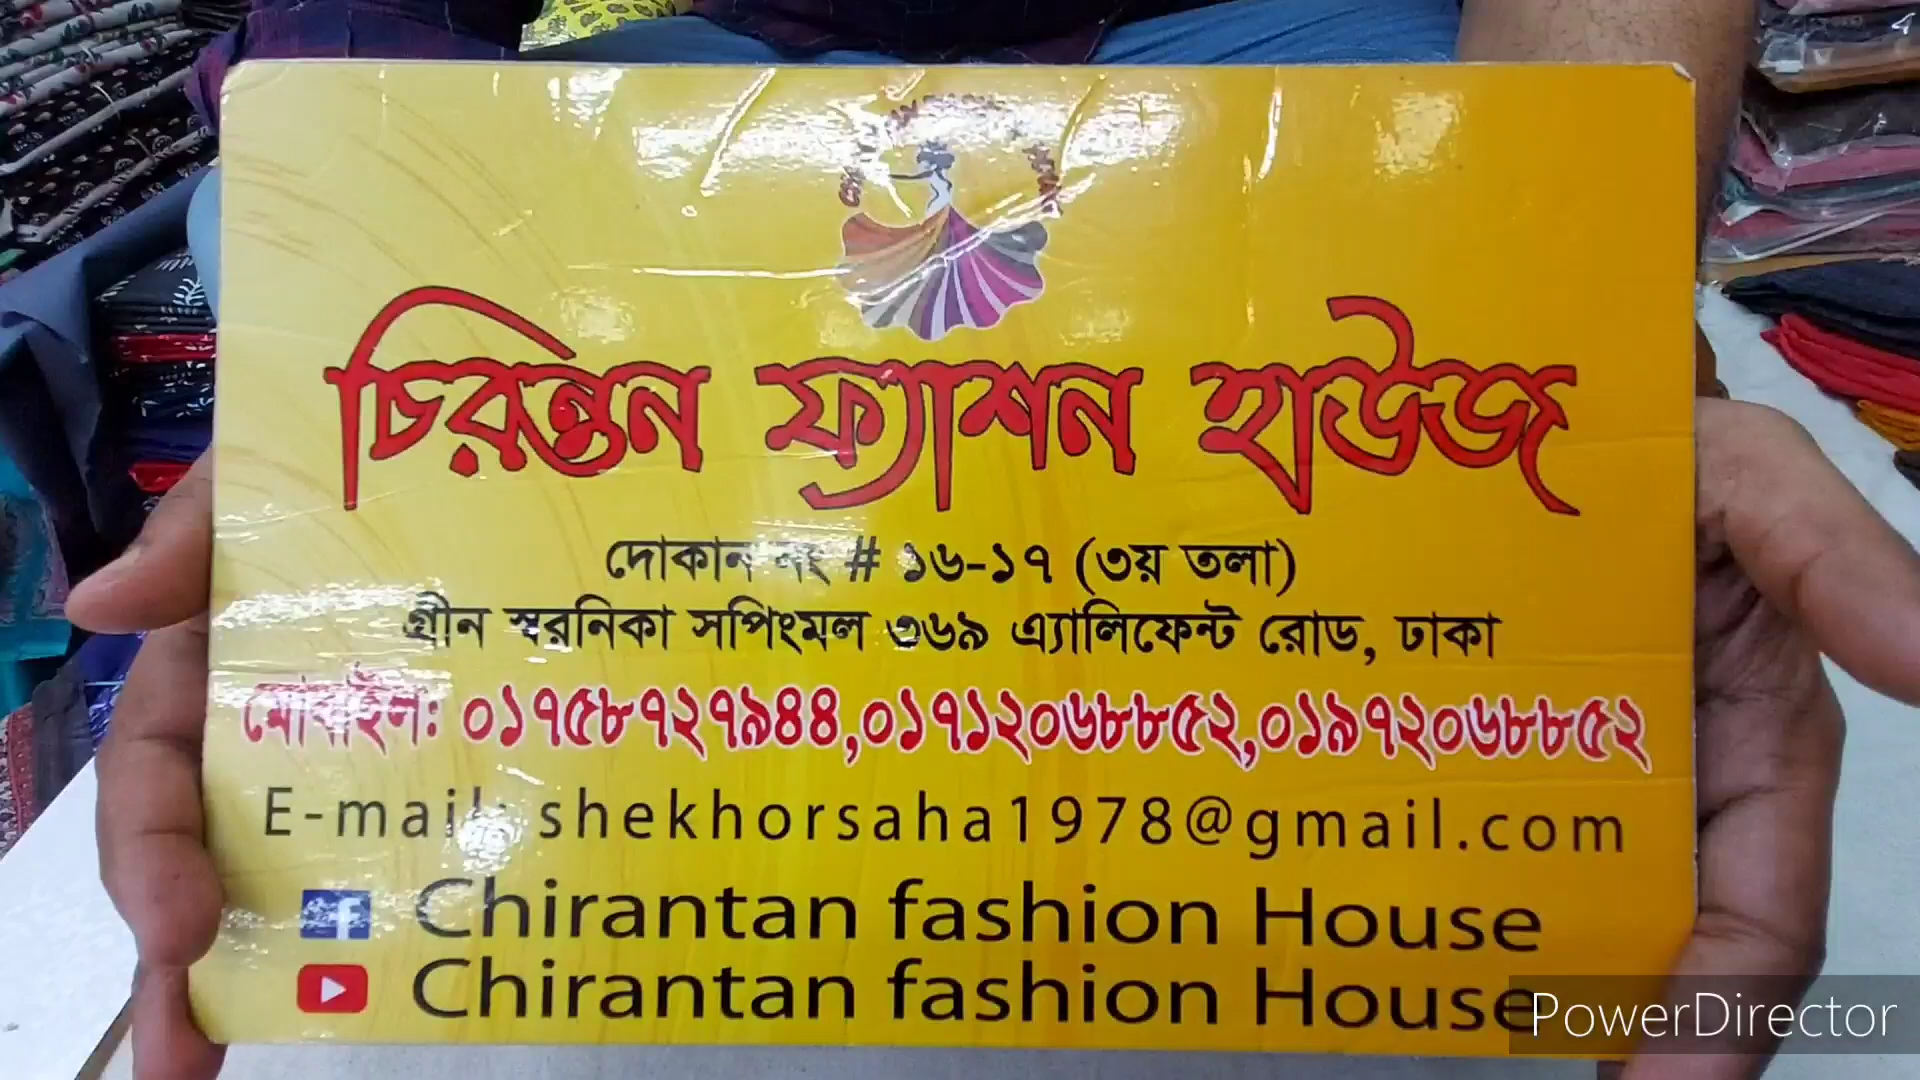 চিরন্তন ফ্যাশন হাউজ
দোকান নং # ১৬-১৭ (৩য় তলা)
গ্রীন স্বরনিকা সপিংমল ৩৬৯ এ্যালিফেন্ট রোড, ঢাকা
মোবাইল: ০১৭৫৮৭২৭৯৪৪,০১৭১২০৬৮৮৫২,০১৯৭২০৬৮৮৫২
E-mail: shekhorsaha1978@gmail.com
Chirantan fashion House
Chirantan fashion House
PowerDirector